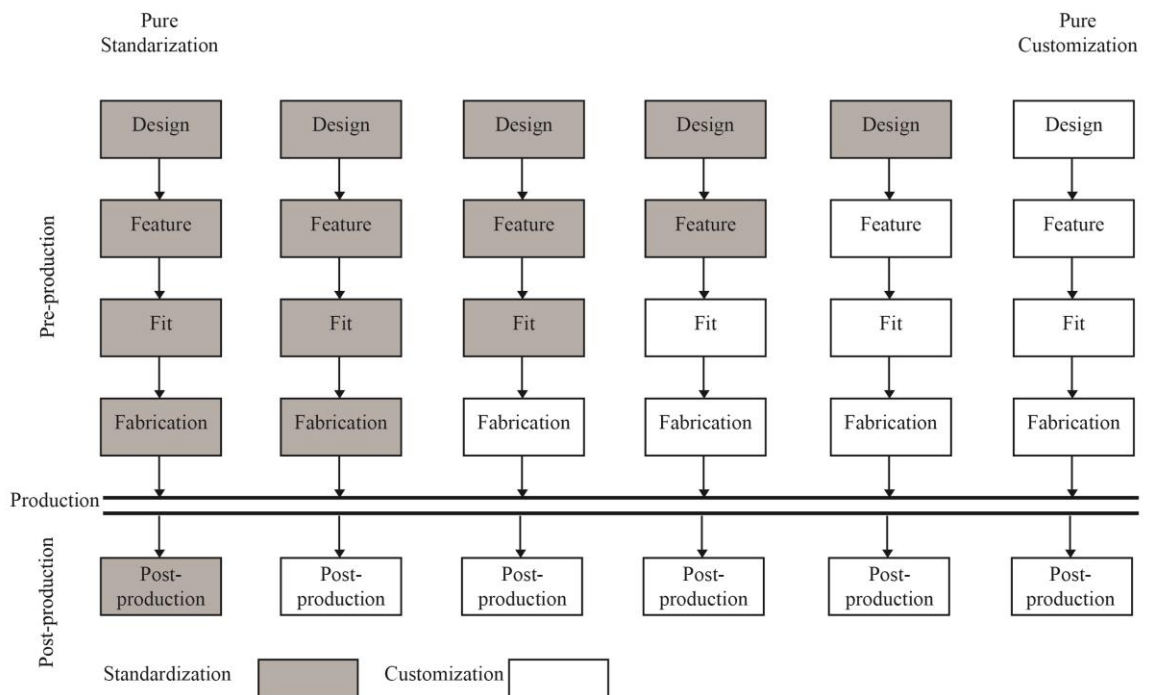 Pure
Standarization
Pure
Customization
Design
Design
Design
Design
Design
Design
Pre-production
Feature
Feature
Feature
Feature
Feature
Feature
Fit
Fit
Fit
Fit
Fit
Fit
Fabrication
Fabrication
Fabrication
Fabrication
Fabrication
Fabrication
Production
Post-production
Post-
production
Post-
production
Post-
production
Post-
production
Post-
production
Post-
production
Standardization
Customization